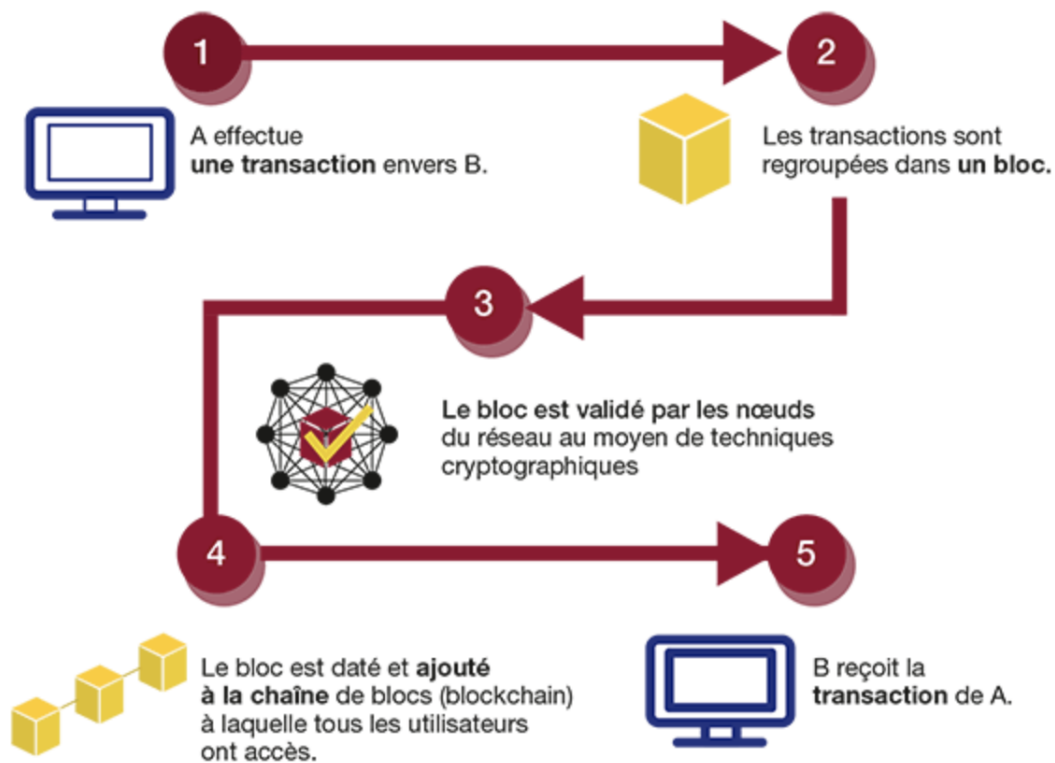 1
A effectue
une transaction envers B.
2
Les transactions sont
regroupées dans un bloc.
3
Le bloc est validé par les nœuds
du réseau au moyen de techniques
cryptographiques
4
Le bloc est daté et ajouté
à la chaîne de blocs (blockchain)
à laquelle tous les utilisateurs
ont accès.
5
B reçoit la
transaction de A.